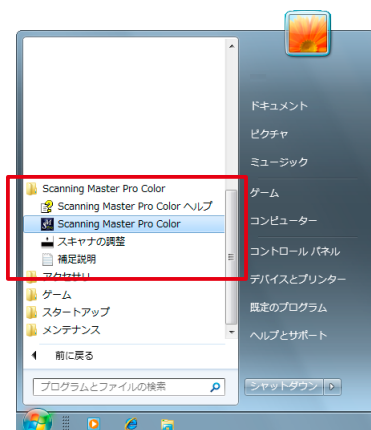 ドキュメント
ピクチャ
ミュージック
ゲーム
コンピューター
コントロール パネル
デバイスとプリンター
既定のプログラム
ヘルプとサポート
Scanning Master Pro Color
Scanning Master Pro Color ヘルプ
Scanning Master Pro Color
スキャナの調整
補足説明
アクセサリ
ゲーム
スタートアップ
メンテナンス
前に戻る
プログラムとファイルの検索
シャットダウン